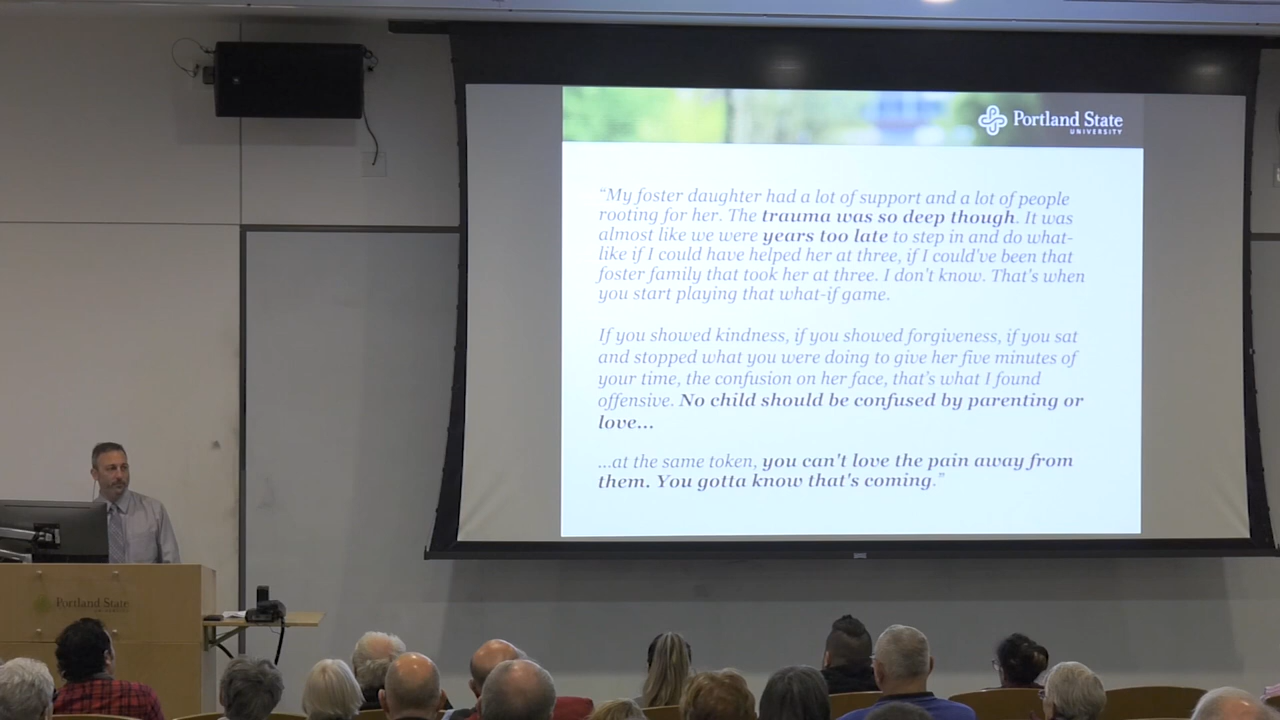 Portland State
UNIVERSITY
“My foster daughter had a lot of support and a lot of people
rooting for her. The trauma was so deep though. It was
almost like we were years too late to step in and do what-
like if I could have helped her at three, if I could've been that
foster family that took her at three. I don't know. That's when
you start playing that what-if game.
If you showed kindness, if you showed forgiveness, if you sat
and stopped what you were doing to give her five minutes of
your time, the confusion on her face, that's what I found
offensive. No child should be confused by parenting or
love...
...at the same token, you can't love the pain away from
them. You gotta know that's coming.”
Portland State